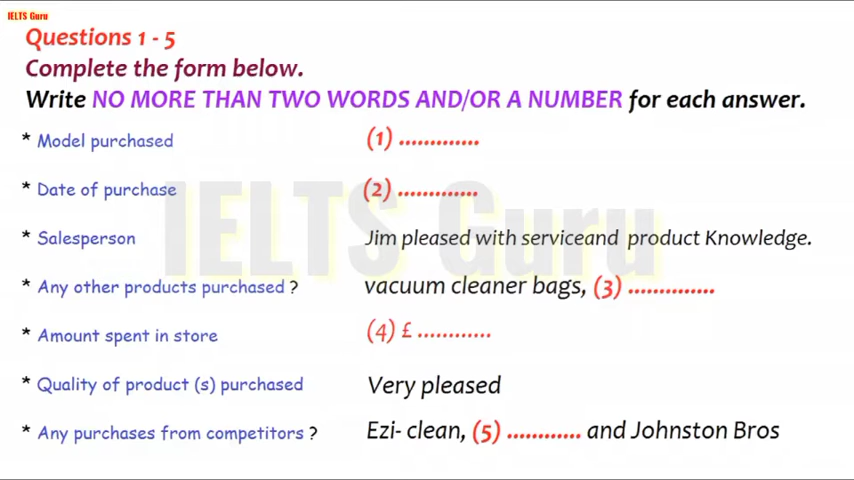 IELTS Guru
Questions 1 - 5
Complete the form below.
Write NO MORE THAN TWO WORDS AND/OR A NUMBER for each answer.
* Model purchased (1) .............
* Date of purchase (2) .............
* Salesperson Jim pleased with serviceand product Knowledge.
* Any other products purchased ? vacuum cleaner bags, (3) ..............
* Amount spent in store (4) £ ............
* Quality of product (s) purchased Very pleased
* Any purchases from competitors ? Ezi- clean, (5) ............ and Johnston Bros
IELTS Guru